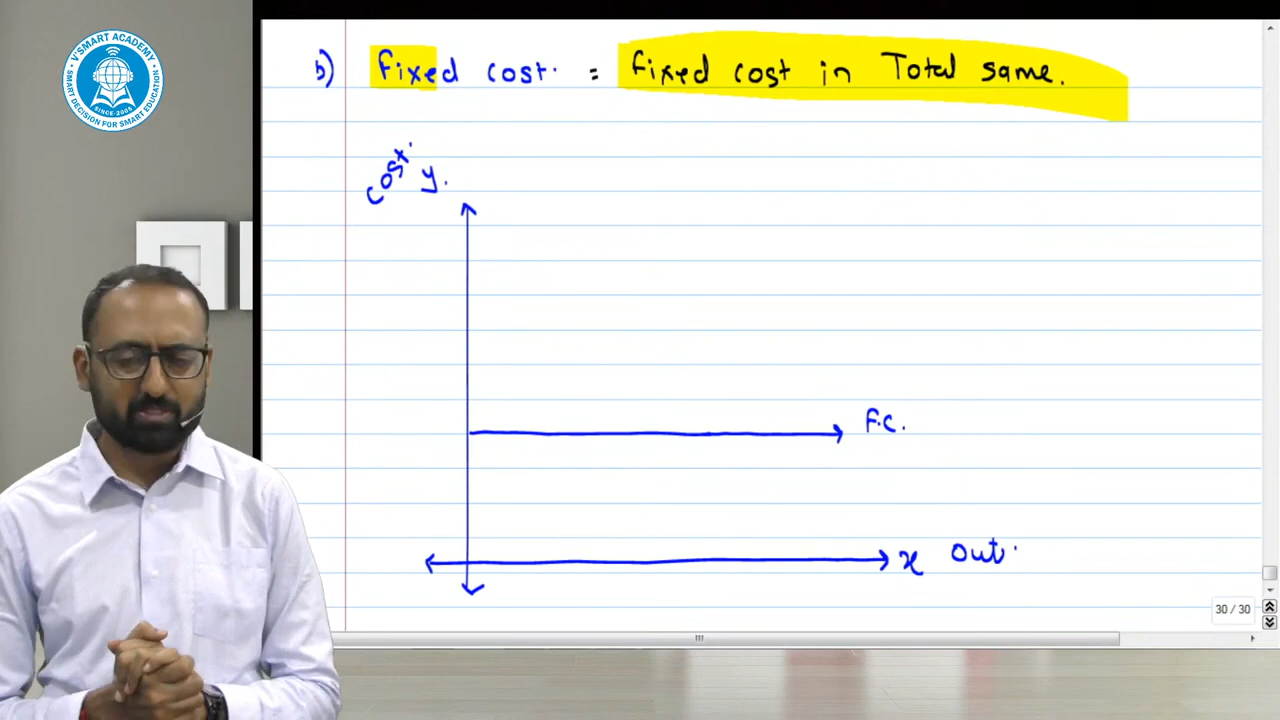 V'SMART ACADEMY
SMART DECISION FOR SMART EDUCATION
SINCE-2005
b) Fixed cost. = Fixed cost in Total same.
cost. y.
F.C.
x Out.
30 / 30